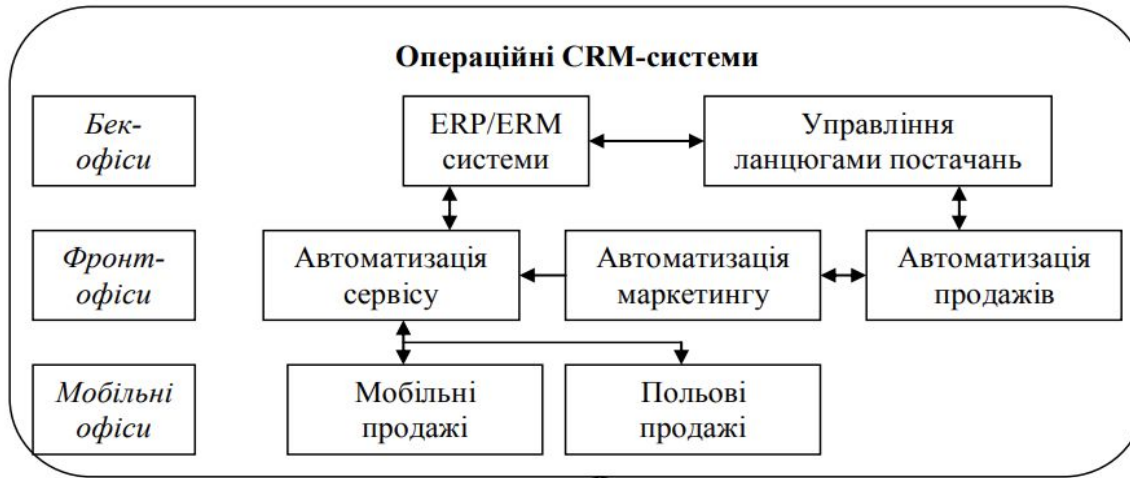 Операційні CRM-системи
Бек-
офіси
ERP/ERM
системи
Управління
ланцюгами постачань
Фронт-
офіси
Автоматизація
сервісу
Автоматизація
маркетингу
Автоматизація
продажів
Мобільні
офіси
Мобільні
продажі
Польові
продажі